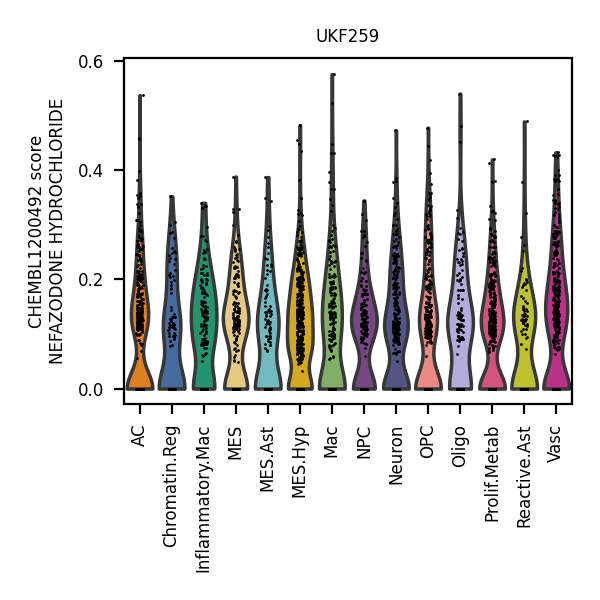 UKF259
CHEMBL1200492 score
NEFAZODONE HYDROCHLORIDE
0.6
0.4
0.2
0.0
AC
Chromatin.Reg
Inflammatory.Mac
MES
MES.Ast
MES.Hyp
Mac
NPC
Neuron
OPC
Oligo
Prolif.Metab
Reactive.Ast
Vasc